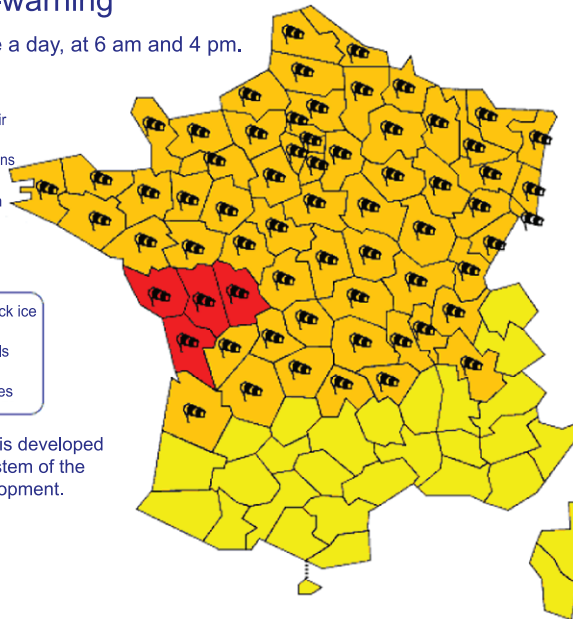 -warning
e a day, at 6 am and 4 pm.
ir
ns
ck ice
ls
es
is developed
stem of the
opment.